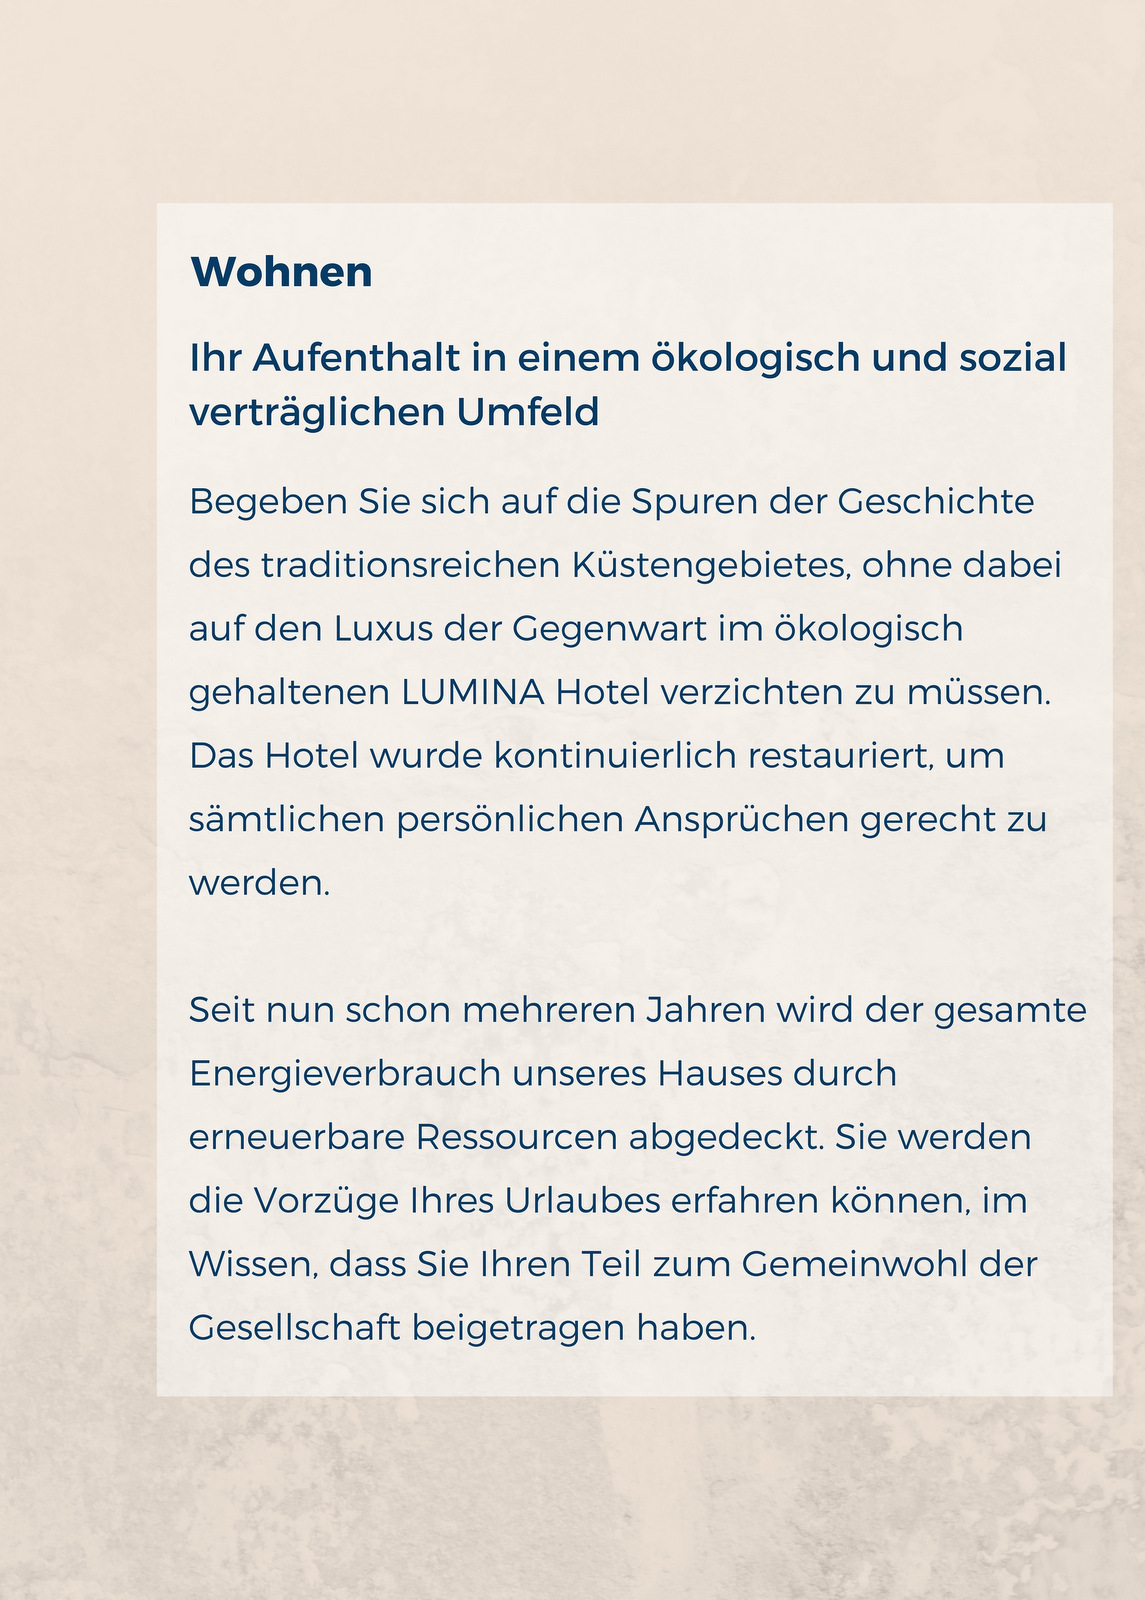 Wohnen
Ihr Aufenthalt in einem ökologisch und sozial
verträglichen Umfeld
Begeben Sie sich auf die Spuren der Geschichte
des traditionsreichen Küstengebietes, ohne dabei
auf den Luxus der Gegenwart im ökologisch
gehaltenen LUMINA Hotel verzichten zu müssen.
Das Hotel wurde kontinuierlich restauriert, um
sämtlichen persönlichen Ansprüchen gerecht zu
werden.
Seit nun schon mehreren Jahren wird der gesamte
Energieverbrauch unseres Hauses durch
erneuerbare Ressourcen abgedeckt. Sie werden
die Vorzüge Ihres Urlaubes erfahren können, im
Wissen, dass Sie Ihren Teil zum Gemeinwohl der
Gesellschaft beigetragen haben.